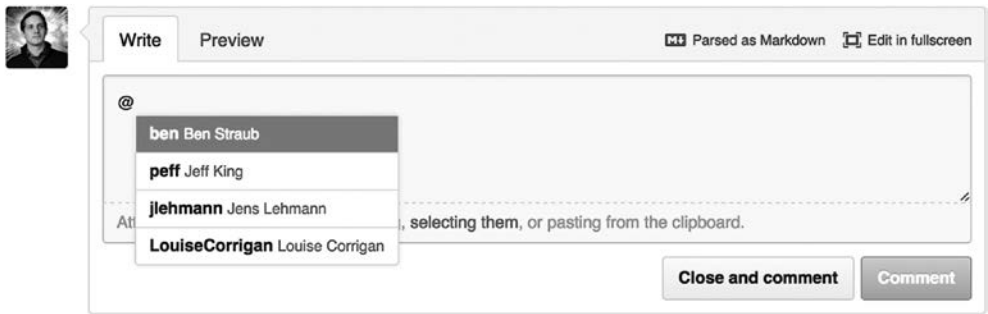 Write Preview Parsed as Markdown Edit in fullscreen
@
ben Ben Straub
peff Jeff King
jlehmann Jens Lehmann
selecting them, or pasting from the clipboard.
LouiseCorrigan Louise Corrigan
Close and comment Comment